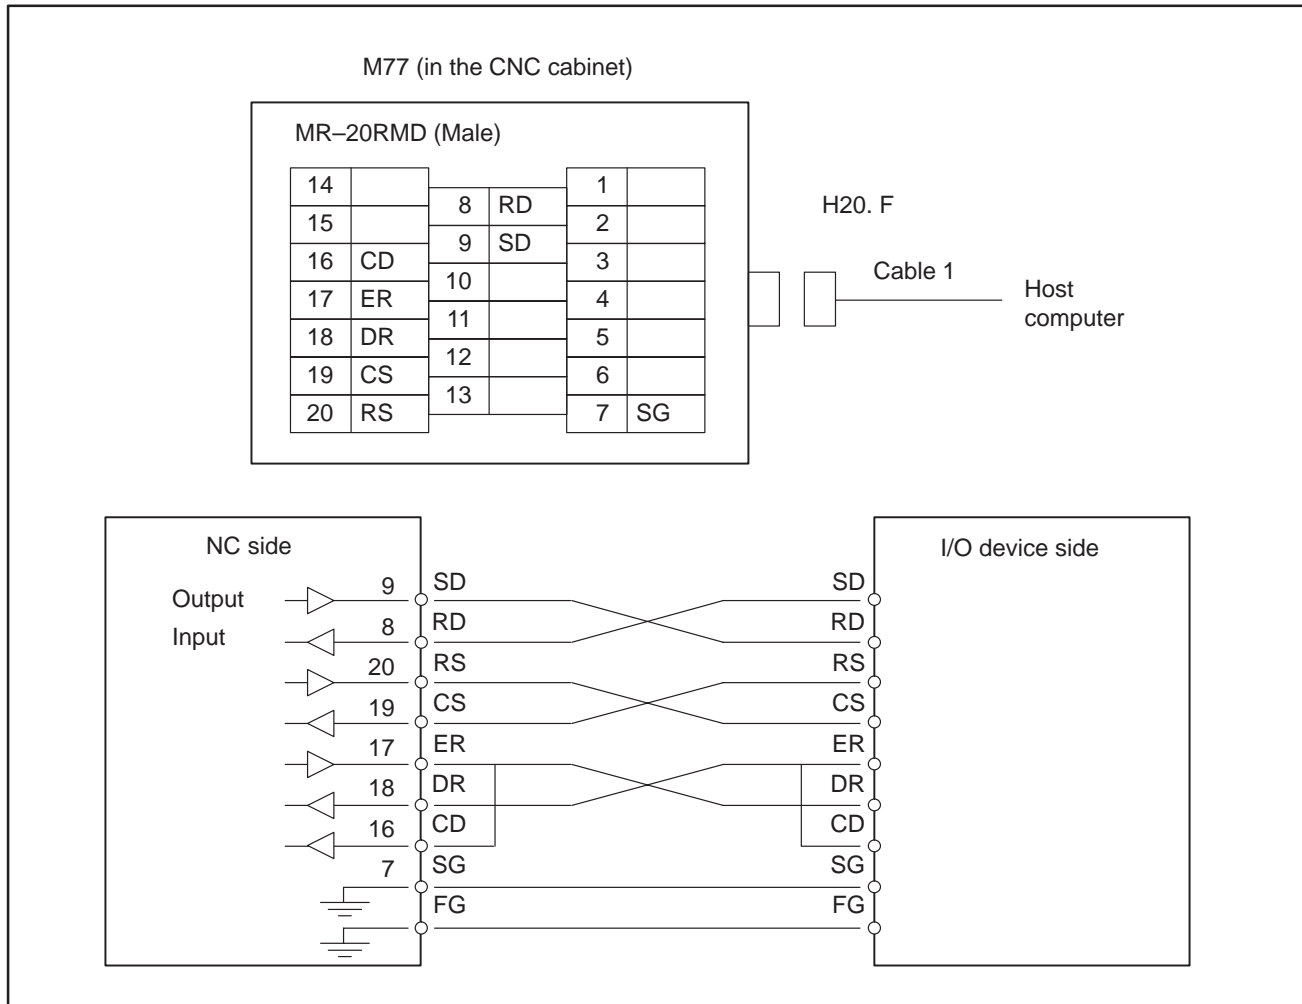 M77 (in the CNC cabinet)
MR–20RMD (Male)
14
15
16 CD
17 ER
18 DR
19 CS
20 RS
8 RD
9 SD
10
11
12
13
1
2
3
4
5
6
7 SG
H20. F
Cable 1
Host
computer
NC side
I/O device side
Output 9 SD SD
Input 8 RD RD
20 RS RS
19 CS CS
17 ER ER
18 DR DR
16 CD CD
7 SG SG
FG FG